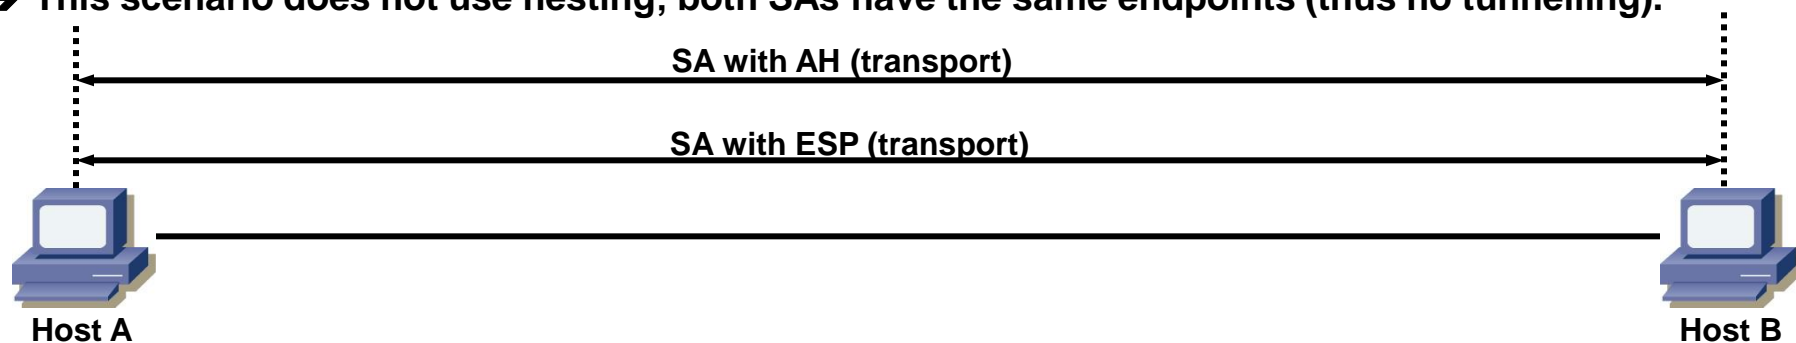 ➔ This scenario does not use nesting; both SAs have the same endpoints (thus no tunnelling).
SA with AH (transport)
SA with ESP (transport)
Host A
Host B